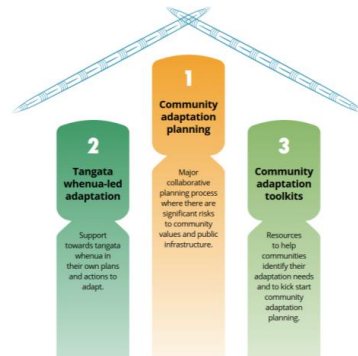 1
Community
adaptation
planning
Major
collaborative
planning process
where there are
significant risks
to community
values and public
infrastructure.
2
Tangata
whenua-led
adaptation
Support
towards tangata
whenua in
their own plans
and actions to
adapt.
3
Community
adaptation
toolkits
Resources
to help
communities
identify their
adaptation needs
and to kick start
community
adaptation
planning.